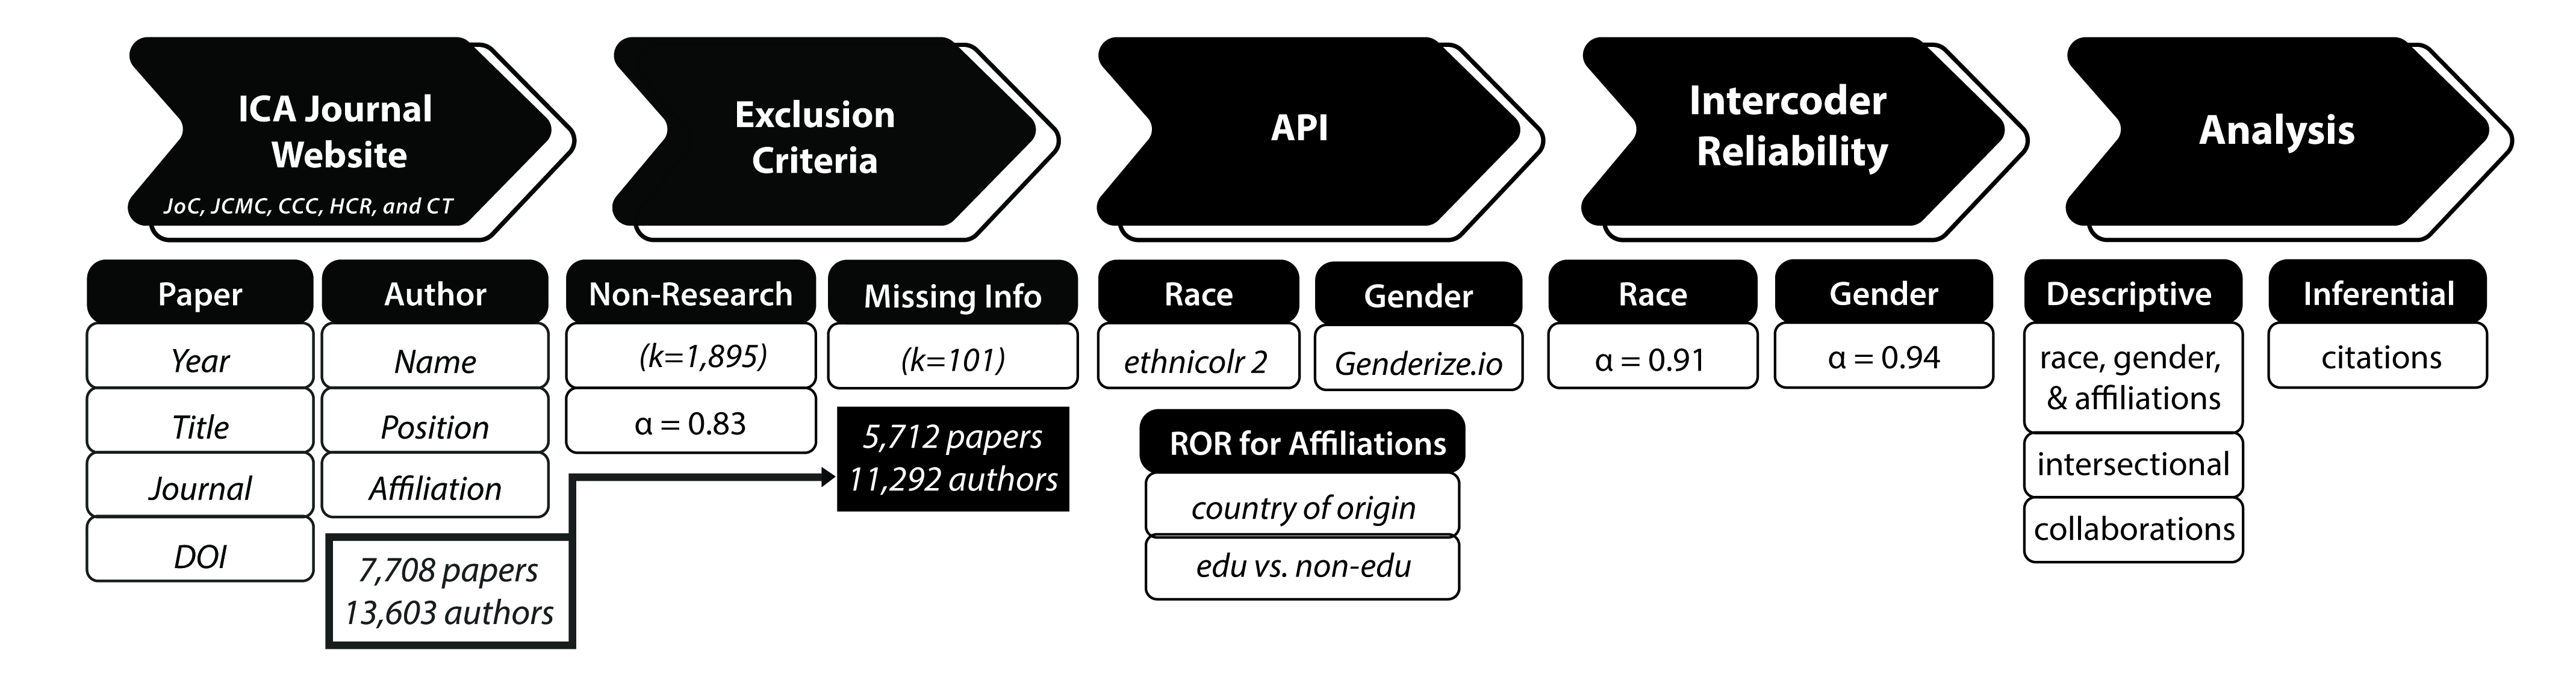 ICA Journal
Website
JoC, JCMC, CCC, HCR, and CT
Exclusion
Criteria
API
Intercoder
Reliability
Analysis
Paper
Year
Title
Journal
DOI
Author
Name
Position
Affiliation
7,708 papers
13,603 authors
Non-Research
(k=1,895)
α = 0.83
Missing Info
(k=101)
5,712 papers
11,292 authors
Race
ethnicolr 2
Gender
Genderize.io
ROR for Affiliations
country of origin
edu vs. non-edu
Race
α = 0.91
Gender
α = 0.94
Descriptive
race, gender,
& affiliations
intersectional
collaborations
Inferential
citations